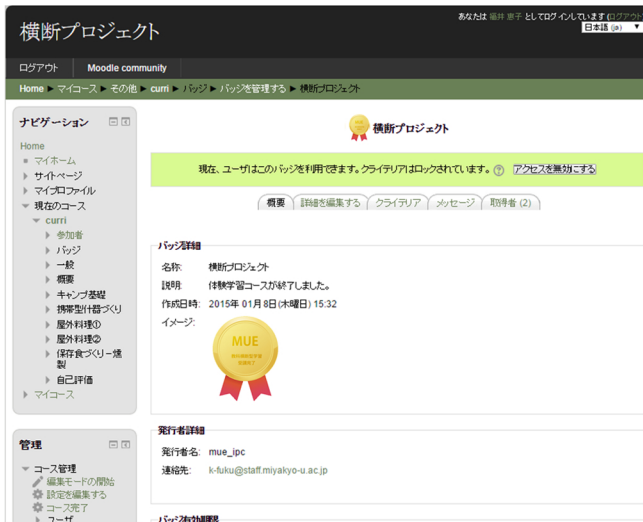 横断プロジェクト
あなたは 福井 恵子 としてログインしています (ログアウト
日本語 (ja)
ログアウト
Moodle community
Home ► マイコース ► その他 ► curri ► バッジ ► バッジを管理する ► 横断プロジェクト
ナビゲーション
Home
マイホーム
サイトページ
マイプロファイル
現在のコース
curri
参加者
バッジ
一般
概要
キャンプ基礎
携帯型什器づくり
屋外料理①
屋外料理②
保存食づくり－燻
製
自己評価
マイコース
管理
コース管理
編集モードの開始
設定を編集する
コース完了
ユーザ
横断プロジェクト
現在、ユーザはこのバッジを利用できます。クライテリアはロックされています。
アクセスを無効にする
概要
詳細を編集する
クライテリア
メッセージ
取得者 (2)
バッジ詳細
名称: 横断プロジェクト
説明: 体験学習コースが終了しました。
作成日時: 2015年 01月 8日(木曜日) 15:32
イメージ:
MUE
発行者詳細
発行者名: mue_ipc
連絡先: k-fuku@staff.miyakyo-u.ac.jp
バッジ有効期限